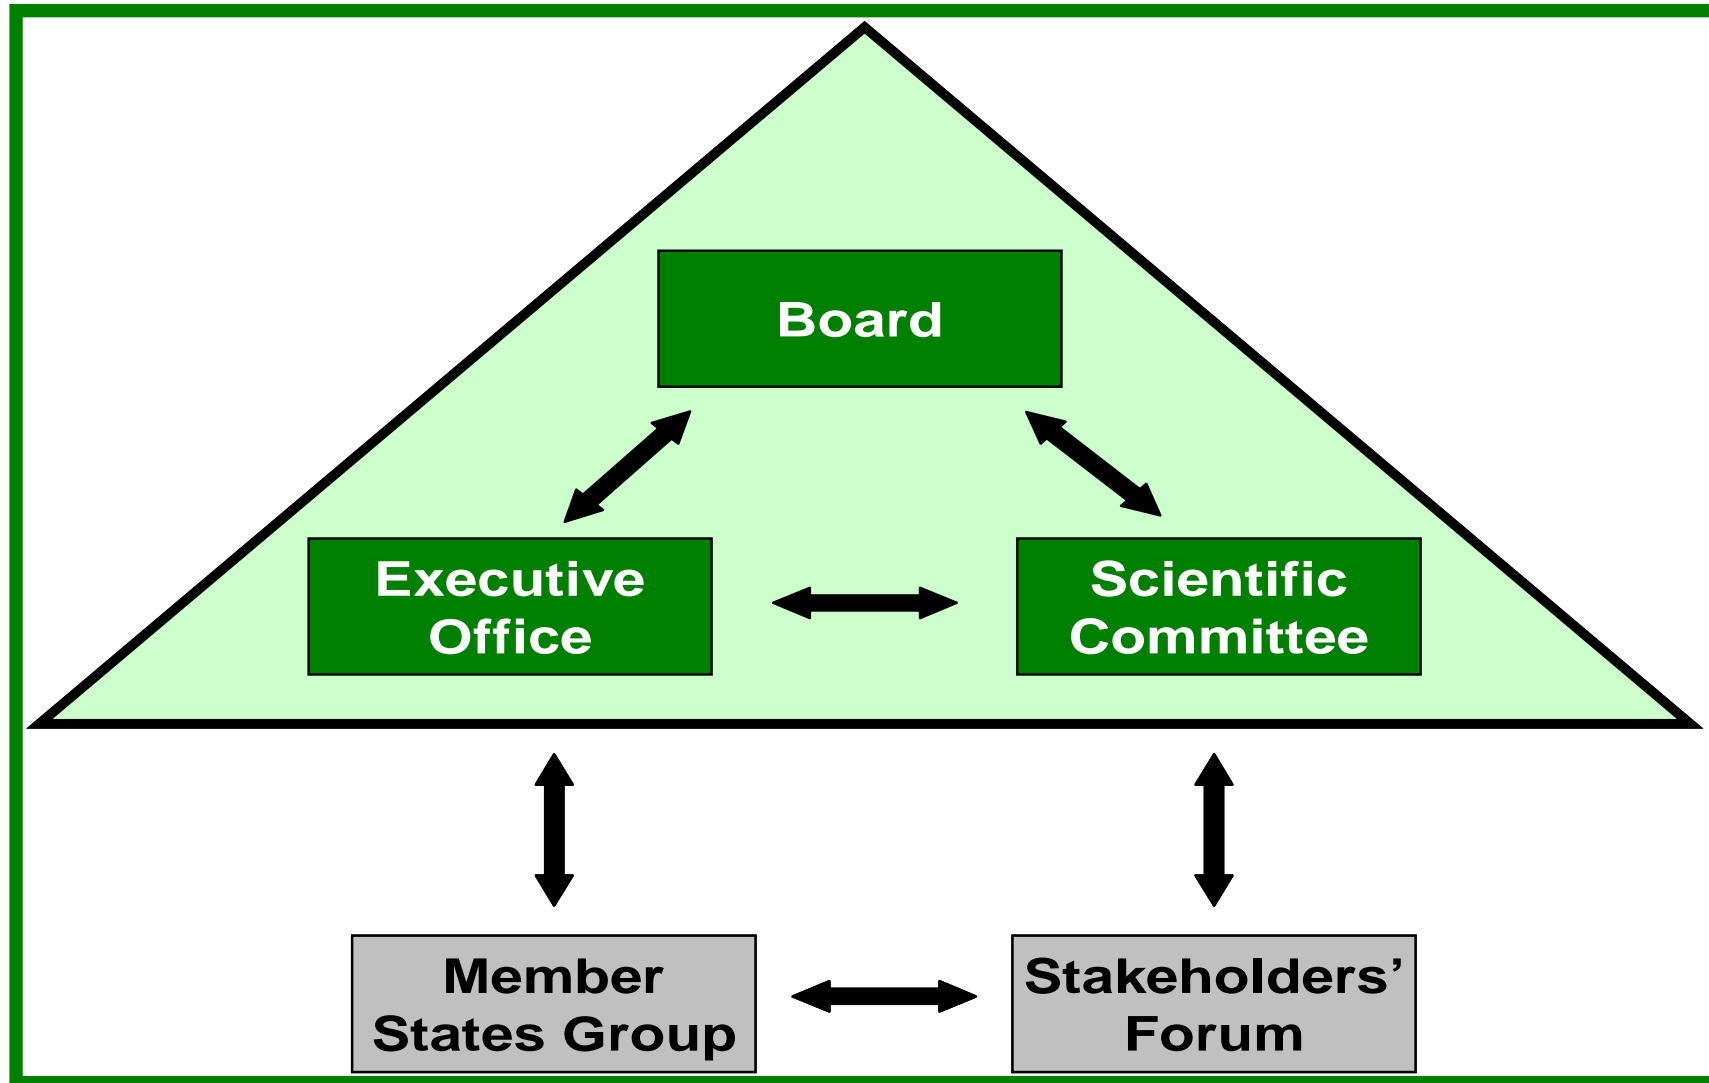 Board
Executive
Office
Scientific
Committee
Member
States Group
Stakeholders’
Forum